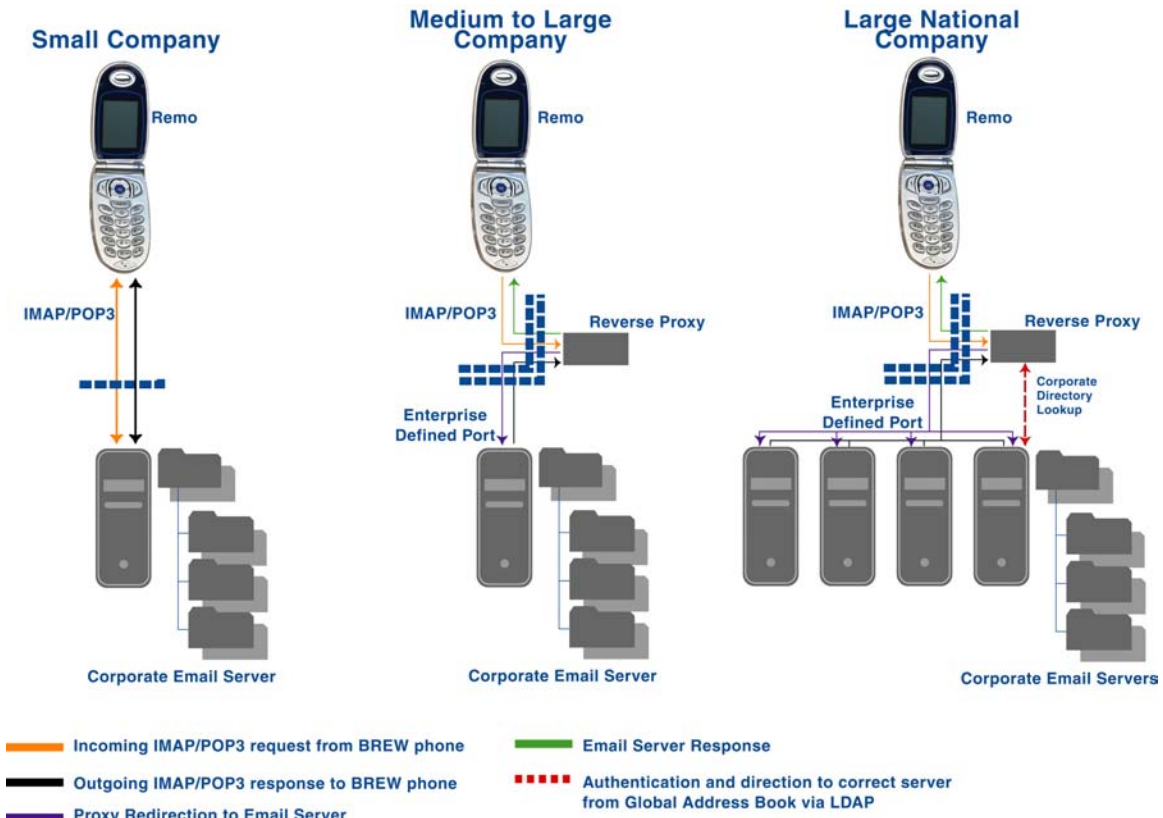 Small Company
Medium to Large
Company
Large National
Company
Remo
Remo
Remo
IMAP/POP3
IMAP/POP3
Reverse Proxy
IMAP/POP3
Reverse Proxy
Corporate
Directory
Lookup
Enterprise
Defined Port
Enterprise
Defined Port
Corporate Email Server
Corporate Email Server
Corporate Email Servers
Incoming IMAP/POP3 request from BREW phone
Outgoing IMAP/POP3 response to BREW phone
Proxy Redirection to Email Server
Email Server Response
Authentication and direction to correct server
from Global Address Book via LDAP